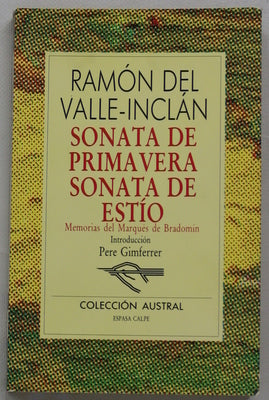 RAMÓN DEL
VALLE-INCLÁN
SONATA DE
PRIMAVERA
SONATA DE
ESTÍO
Memorias del Marqués de Bradomín
Introducción
Pere Gimferrer
COLECCIÓN AUSTRAL
ESPASA CALPE